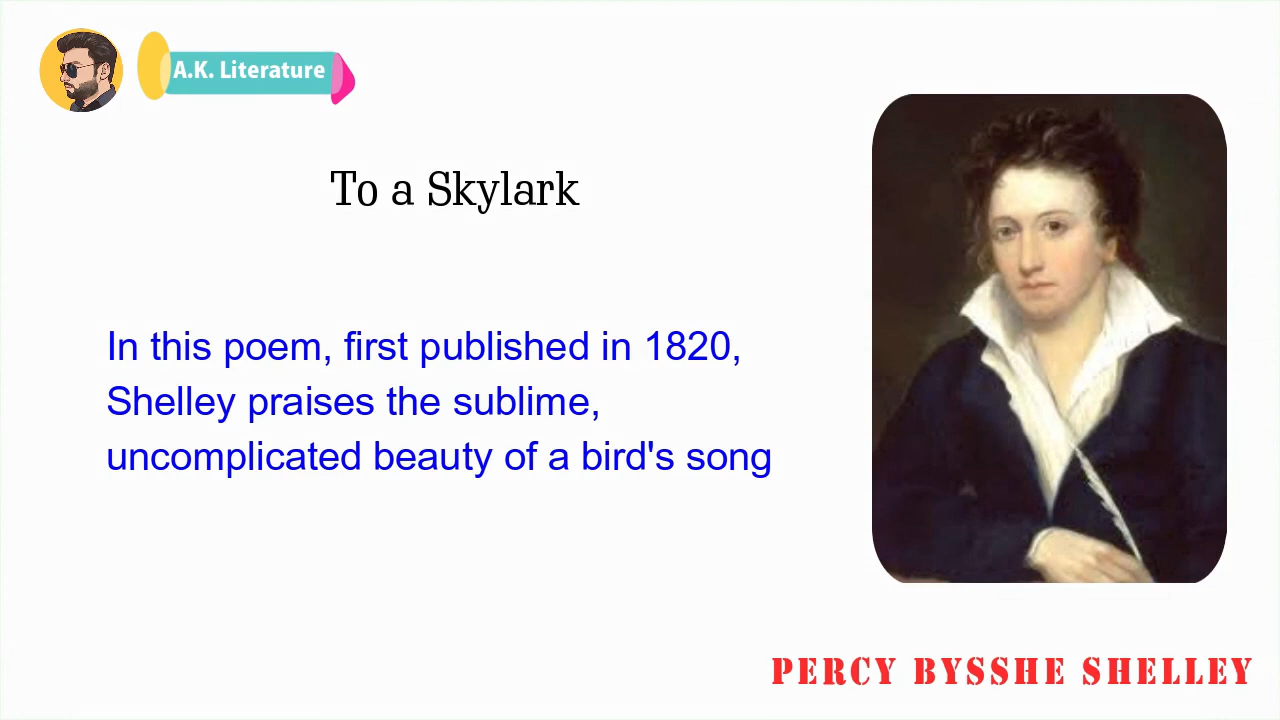 A.K. Literature
To a Skylark
In this poem, first published in 1820,
Shelley praises the sublime,
uncomplicated beauty of a bird's song
PERCY BYSSHE SHELLEY